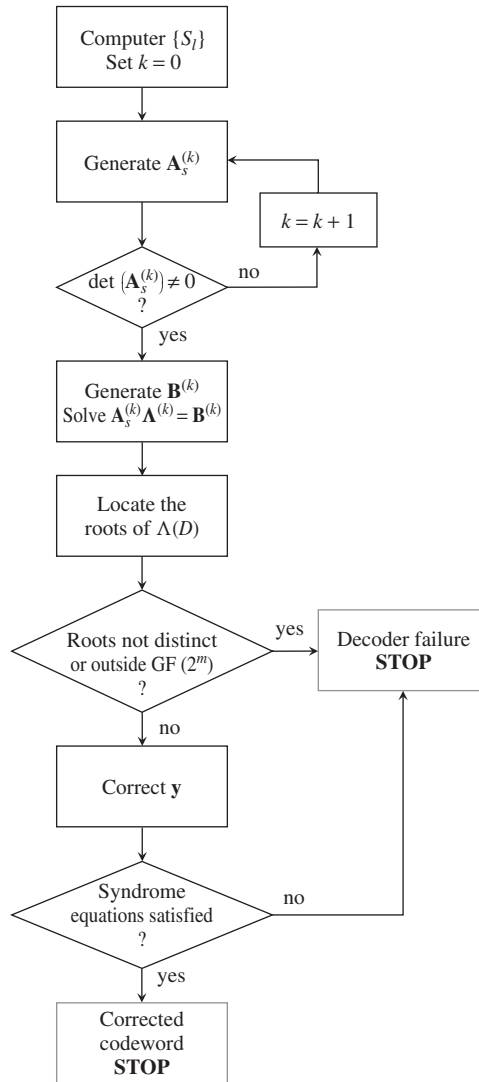 Computer {S_l}
Set k = 0
Generate A_s^(k)
k = k + 1
det (A_s^(k)) ≠ 0
?
no
yes
Generate B^(k)
Solve A_s^(k) Λ^(k) = B^(k)
Locate the
roots of Λ(D)
Roots not distinct
or outside GF (2^m)
?
yes
Decoder failure
STOP
no
Correct y
Syndrome
equations satisfied
?
no
yes
Corrected
codeword
STOP